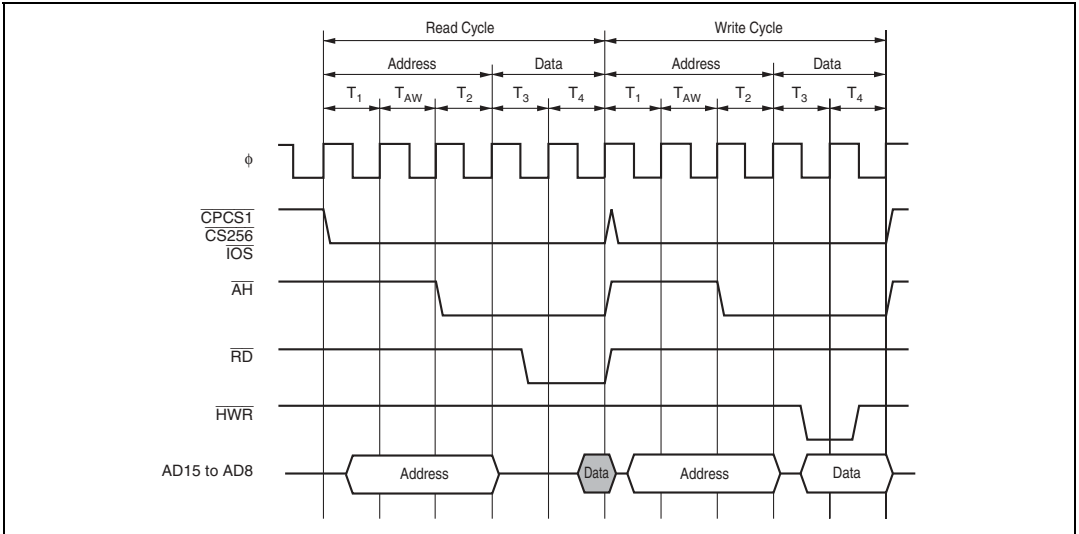 Read Cycle Write Cycle
Address Data Address Data
T1 TAW T2 T3 T4 T1 TAW T2 T3 T4
φ
CPCS1
CS256
IOS
AH
RD
HWR
AD15 to AD8 Address Data Address Data